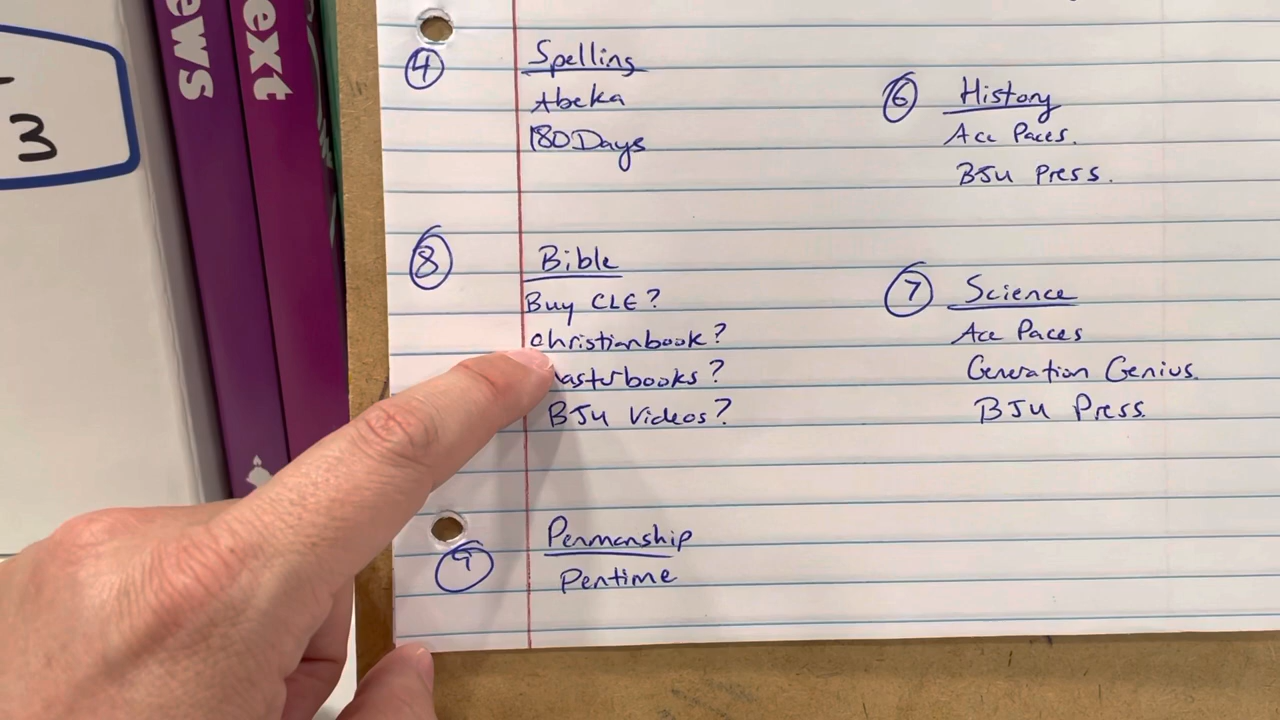 ews
ext
3
④ Spelling
Abeka
180 Days
⑥ History
Ace Paces.
BJU Press.
⑧ Bible
Buy CLE?
christianbook?
asterbooks?
BJU Videos?
⑦ Science
Ace Paces
Generation Genius.
BJU Press.
⑨ Penmanship
Pentime